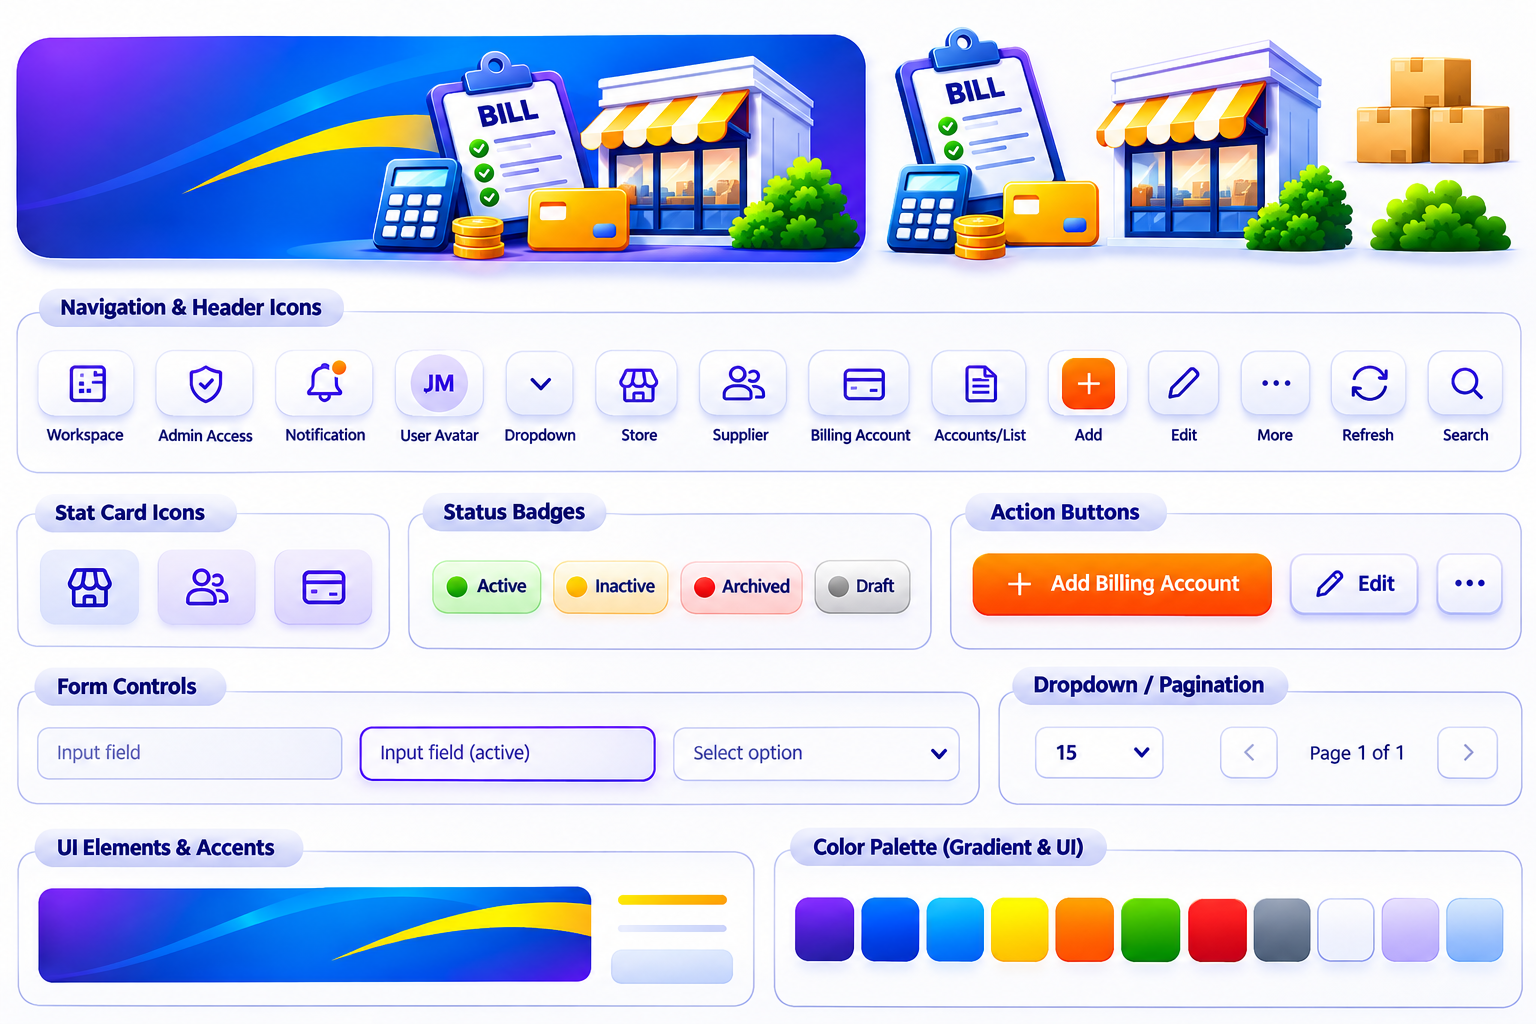 BILL
BILL
Navigation & Header Icons
JM
Workspace
Admin Access
Notification
User Avatar
Dropdown
Store
Supplier
Billing Account
Accounts/List
Add
Edit
More
Refresh
Search
Stat Card Icons
Status Badges
Active
Inactive
Archived
Draft
Action Buttons
Add Billing Account
Edit
Form Controls
Input field
Input field (active)
Select option
Dropdown / Pagination
15
Page 1 of 1
UI Elements & Accents
Color Palette (Gradient & UI)